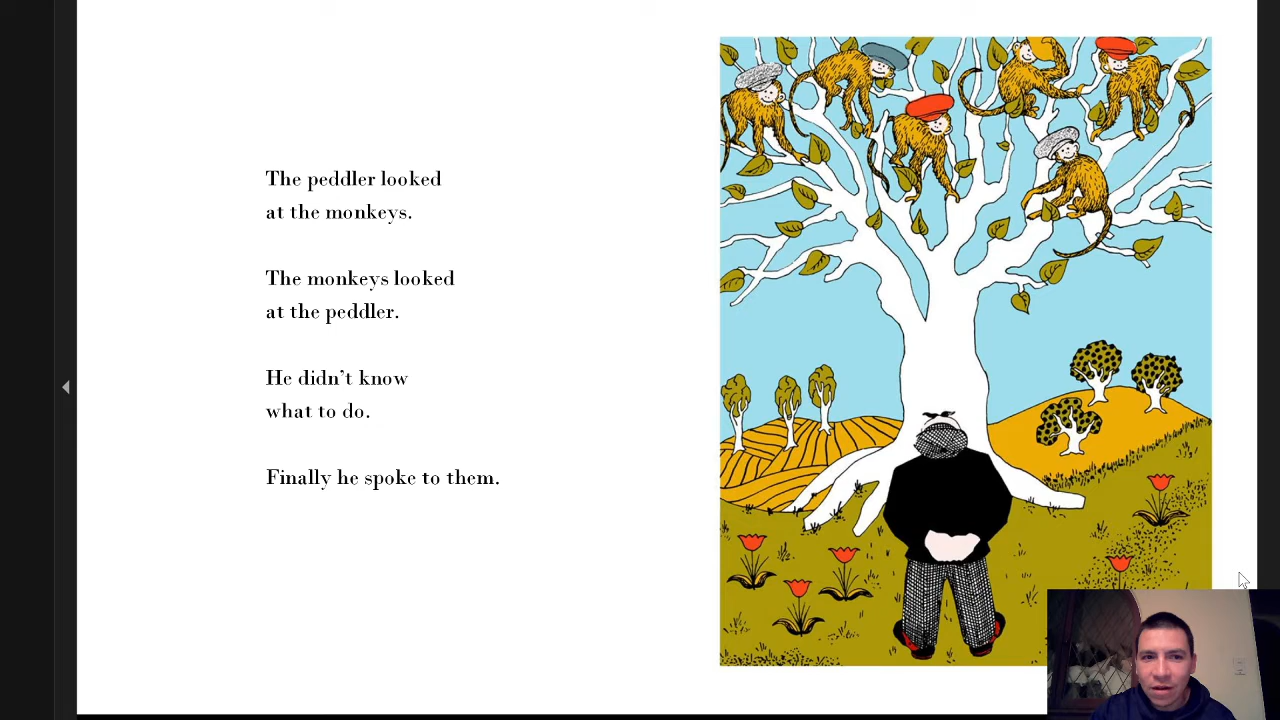 The peddler looked
at the monkeys.
The monkeys looked
at the peddler.
He didn’t know
what to do.
Finally he spoke to them.